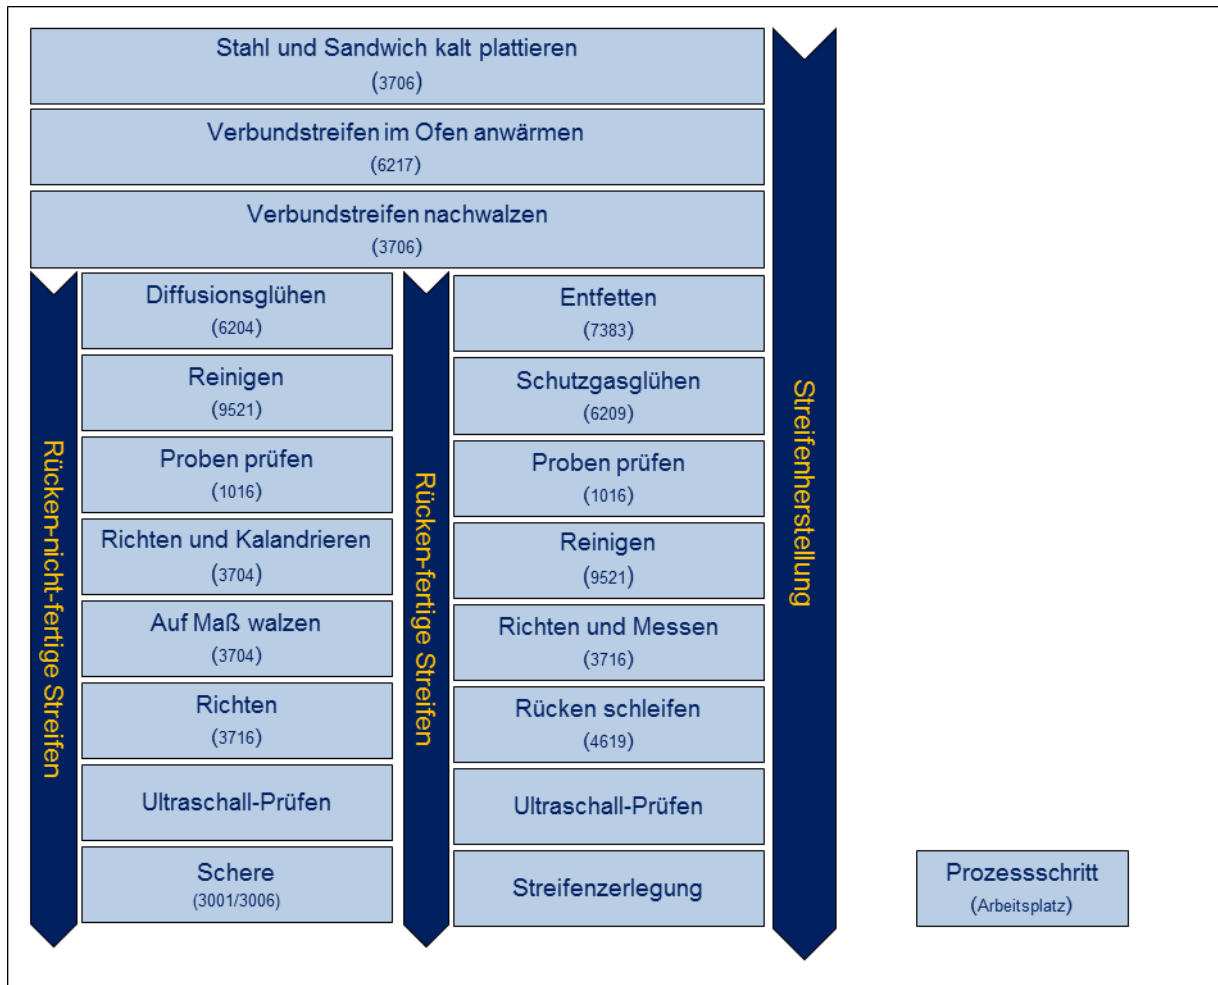 Stahl und Sandwich kalt plattieren
(3706)
Verbundstreifen im Ofen anwärmen
(6217)
Verbundstreifen nachwalzen
(3706)
Rücken-nicht-fertige Streifen
Diffusionsglühen
(6204)
Reinigen
(9521)
Proben prüfen
(1016)
Richten und Kalandrieren
(3704)
Auf Maß walzen
(3704)
Richten
(3716)
Ultraschall-Prüfen
Schere
(3001/3006)
Rücken-fertige Streifen
Entfetten
(7383)
Schutzgasglühen
(6209)
Proben prüfen
(1016)
Reinigen
(9521)
Richten und Messen
(3716)
Rücken schleifen
(4619)
Ultraschall-Prüfen
Streifenzerlegung
Streifenherstellung
Prozessschritt
(Arbeitsplatz)